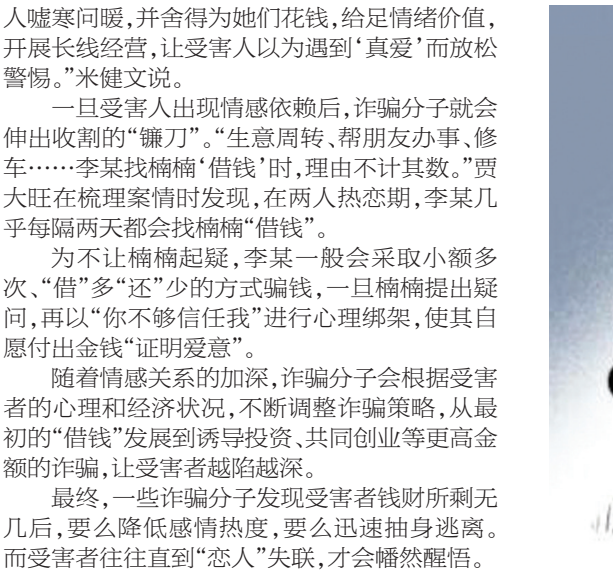 人嘘寒问暖，并舍得为她们花钱，给足情绪价值，
开展长线经营，让受害人以为遇到‘真爱’而放松
警惕。”米健文说。
一旦受害人出现情感依赖后，诈骗分子就会
伸出收割的“镰刀”。“生意周转、帮朋友办事、修
车……李某找楠楠‘借钱’时，理由不计其数。”贾
大旺在梳理案情时发现，在两人热恋期，李某几
乎每隔两天都会找楠楠“借钱”。
为不让楠楠起疑，李某一般会采取小额多
次、“借”多“还”少的方式骗钱，一旦楠楠提出疑
问，再以“你不够信任我”进行心理绑架，使其自
愿付出金钱“证明爱意”。
随着情感关系的加深，诈骗分子会根据受害
者的心理和经济状况，不断调整诈骗策略，从最
初的“借钱”发展到诱导投资、共同创业等更高金
额的诈骗，让受害者越陷越深。
最终，一些诈骗分子发现受害者钱财所剩无
几后，要么降低感情热度，要么迅速抽身逃离。
而受害者往往直到“恋人”失联，才会幡然醒悟。